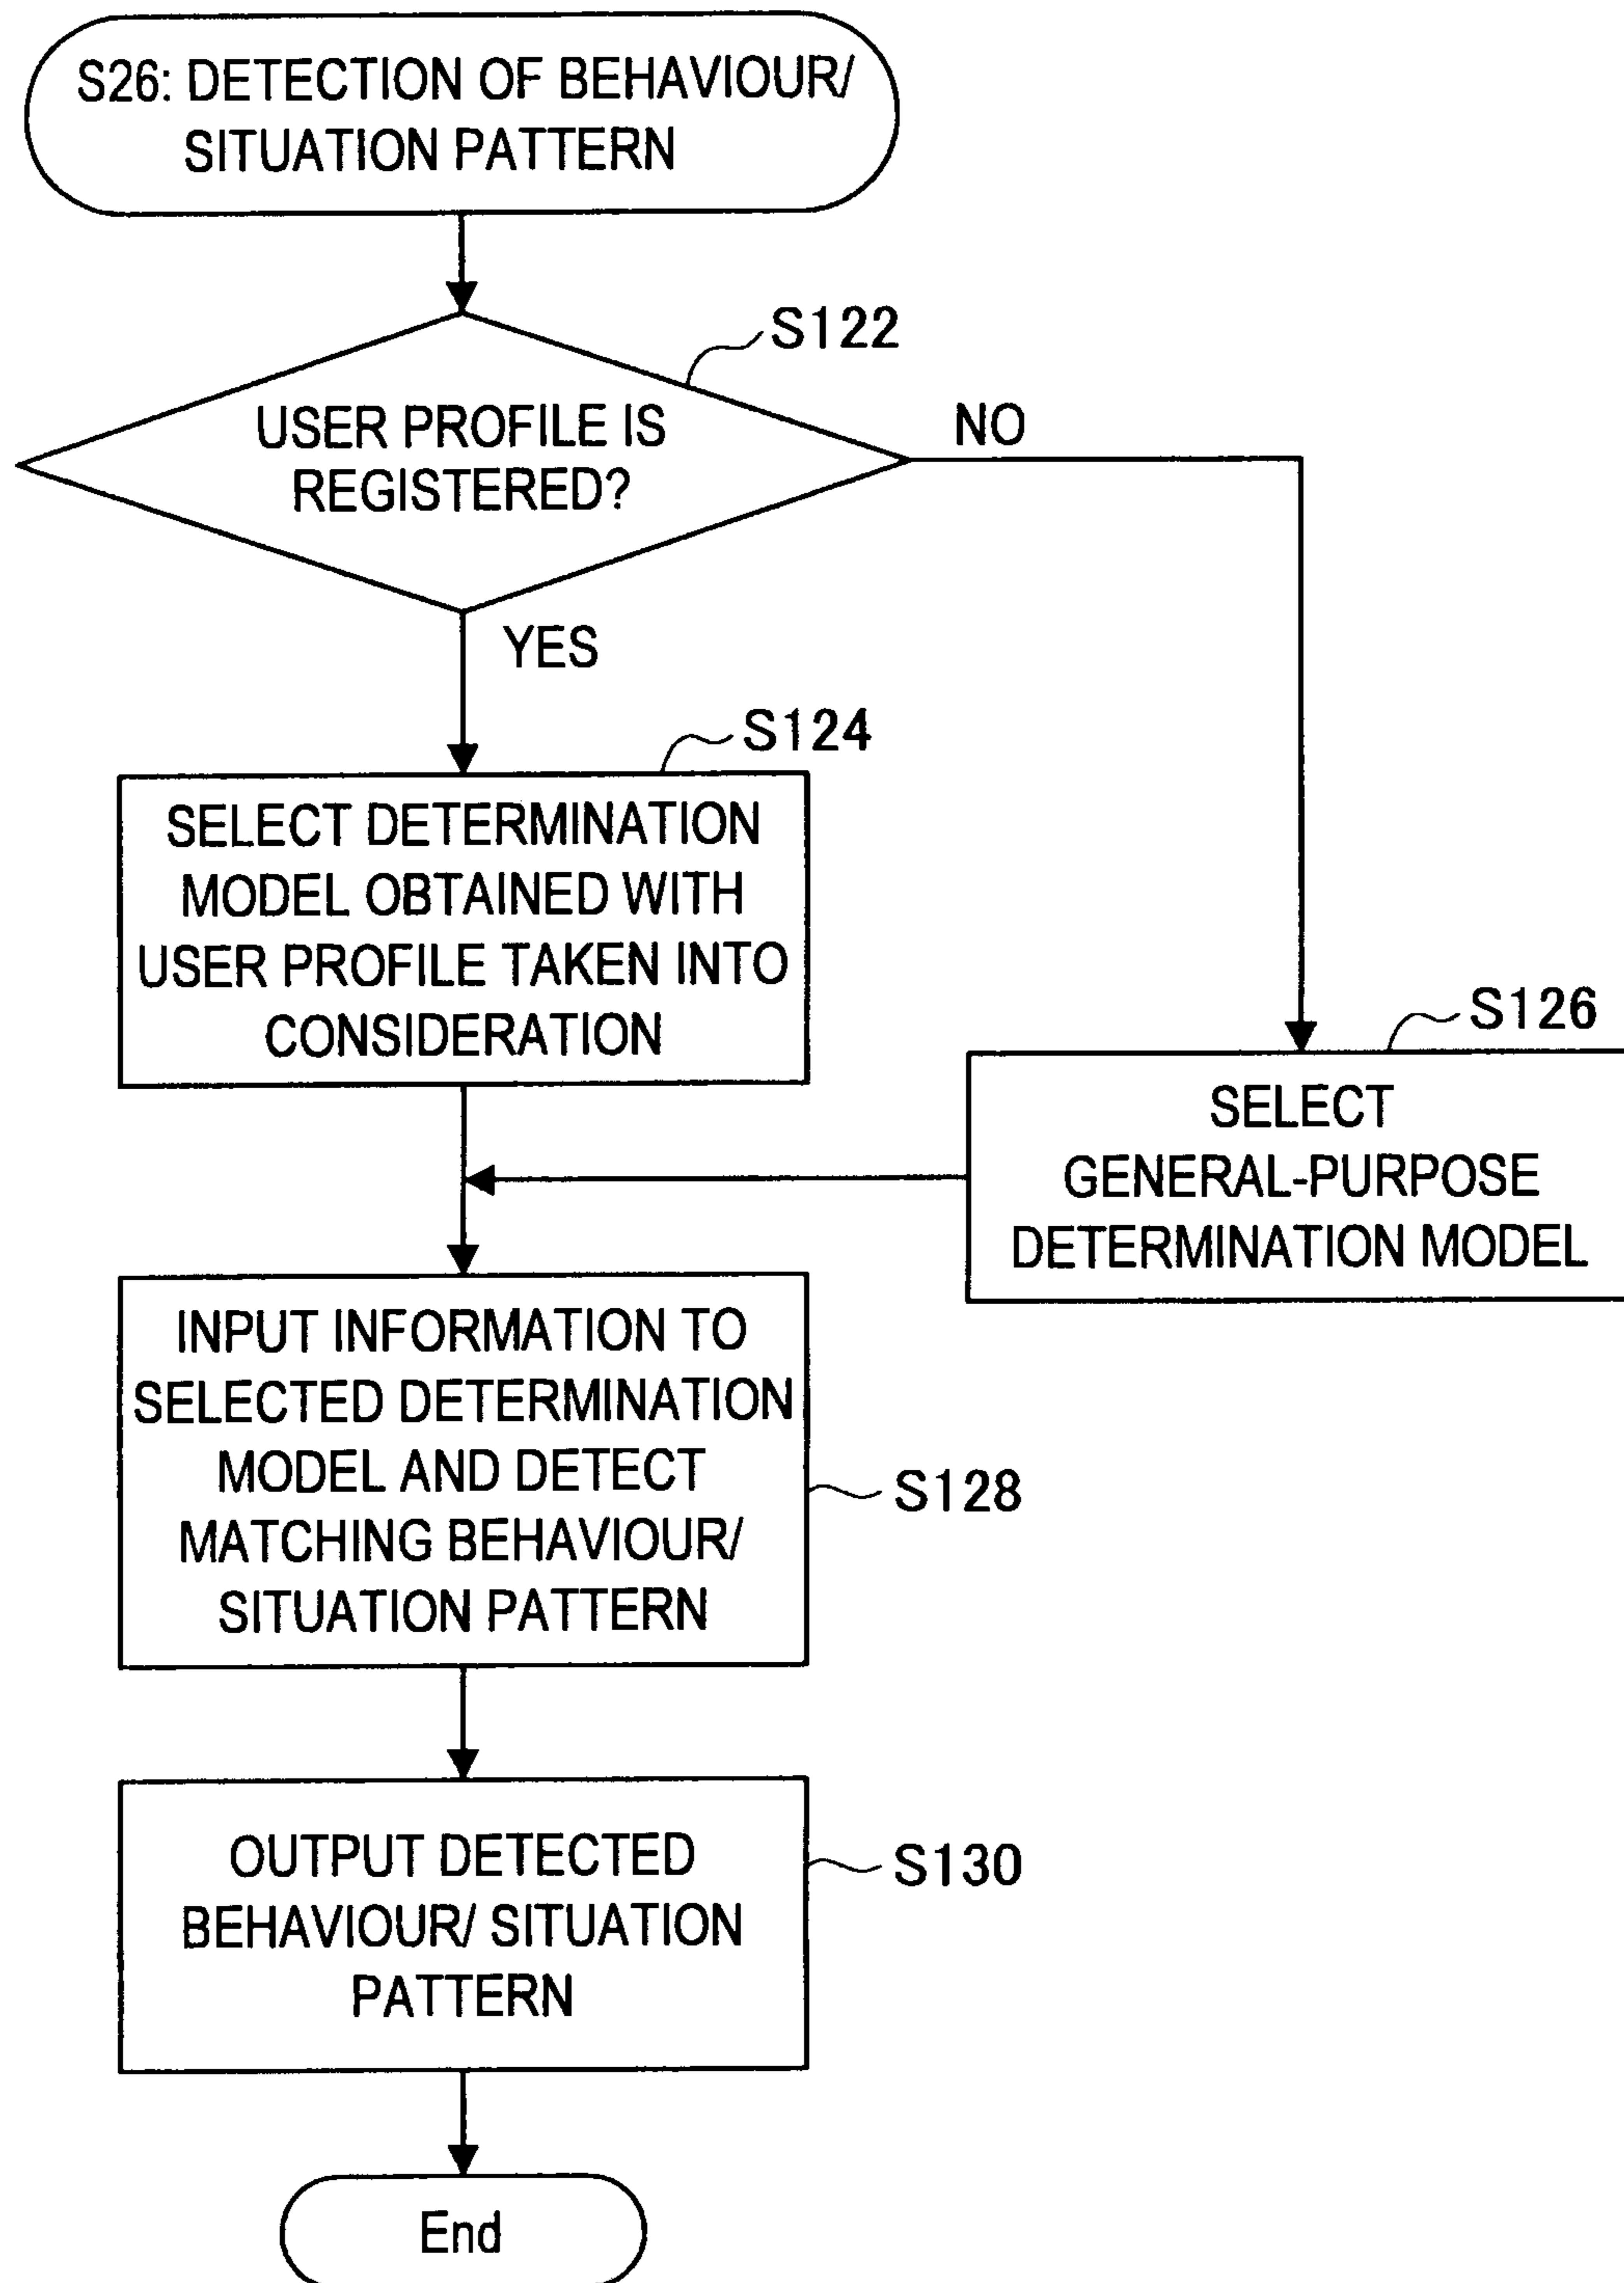 S26: DETECTION OF BEHAVIOUR/
SITUATION PATTERN
S122
USER PROFILE IS
REGISTERED?
NO
YES
S124
SELECT DETERMINATION
MODEL OBTAINED WITH
USER PROFILE TAKEN INTO
CONSIDERATION
S126
SELECT
GENERAL-PURPOSE
DETERMINATION MODEL
INPUT INFORMATION TO
SELECTED DETERMINATION
MODEL AND DETECT
MATCHING BEHAVIOUR/
SITUATION PATTERN
S128
OUTPUT DETECTED
BEHAVIOUR/ SITUATION
PATTERN
S130
End